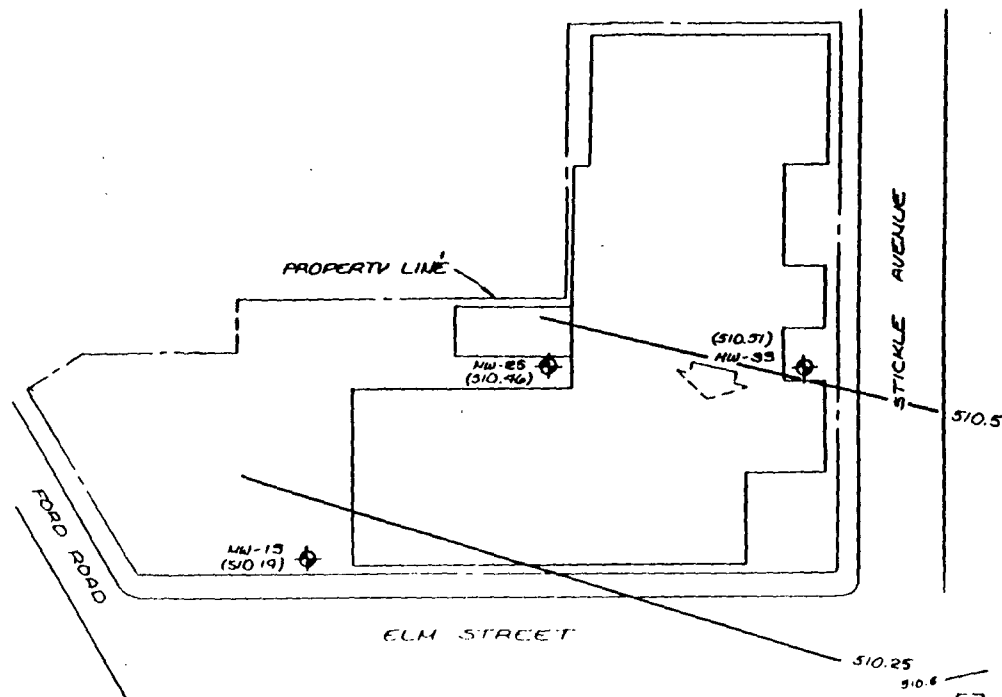 STICKLE AVENUE
PROPERTY LINE
(510.51)
MW-3S
MW-2S
(510.46)
510.5
FORD ROAD
MW-1S
(510.19)
ELM STREET
510.25
510.6